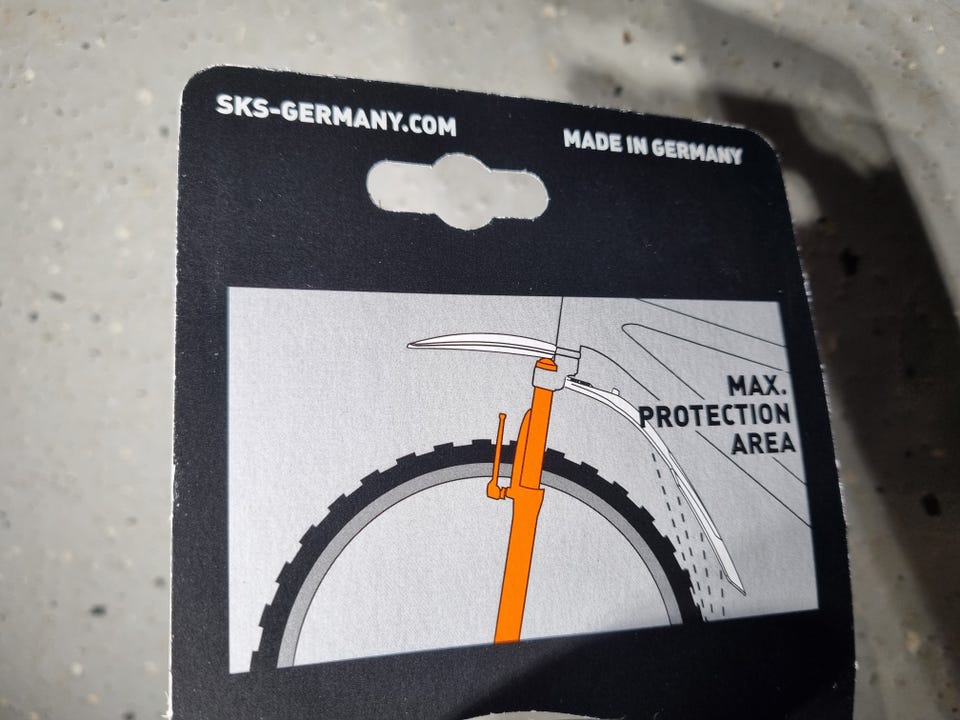 SKS-GERMANY.COM
MADE IN GERMANY
MAX.
PROTECTION
AREA